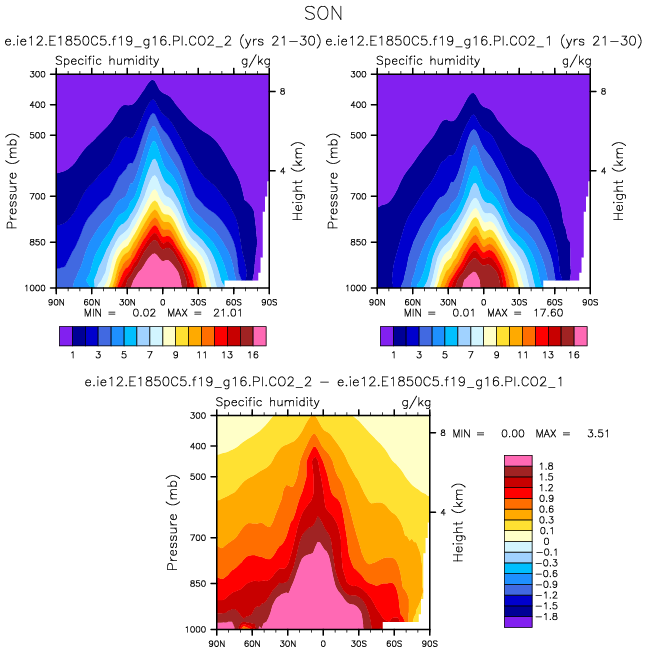 SON
e.ie12.E1850C5.f19_g16.PI.CO2_2 (yrs 21-30) e.ie12.E1850C5.f19_g16.PI.CO2_1 (yrs 21-30)
Specific humidity g/kg Specific humidity g/kg
300 300
400 8 400 8
500 500
4 4
700 700
850 850
1000 1000
Pressure (mb) Height (km) Pressure (mb) Height (km)
90N 60N 30N 0 30S 60S 90S 90N 60N 30N 0 30S 60S 90S
MIN = 0.02 MAX = 21.01 MIN = 0.01 MAX = 17.60
1 3 5 7 9 11 13 16 1 3 5 7 9 11 13 16
e.ie12.E1850C5.f19_g16.PI.CO2_2 - e.ie12.E1850C5.f19_g16.PI.CO2_1
Specific humidity g/kg
300
400 8 MIN = 0.00 MAX = 3.51
500
4
700
850
1000
Pressure (mb) Height (km)
90N 60N 30N 0 30S 60S 90S
1.8
1.5
1.2
0.9
0.6
0.3
0.1
0
-0.1
-0.3
-0.6
-0.9
-1.2
-1.5
-1.8